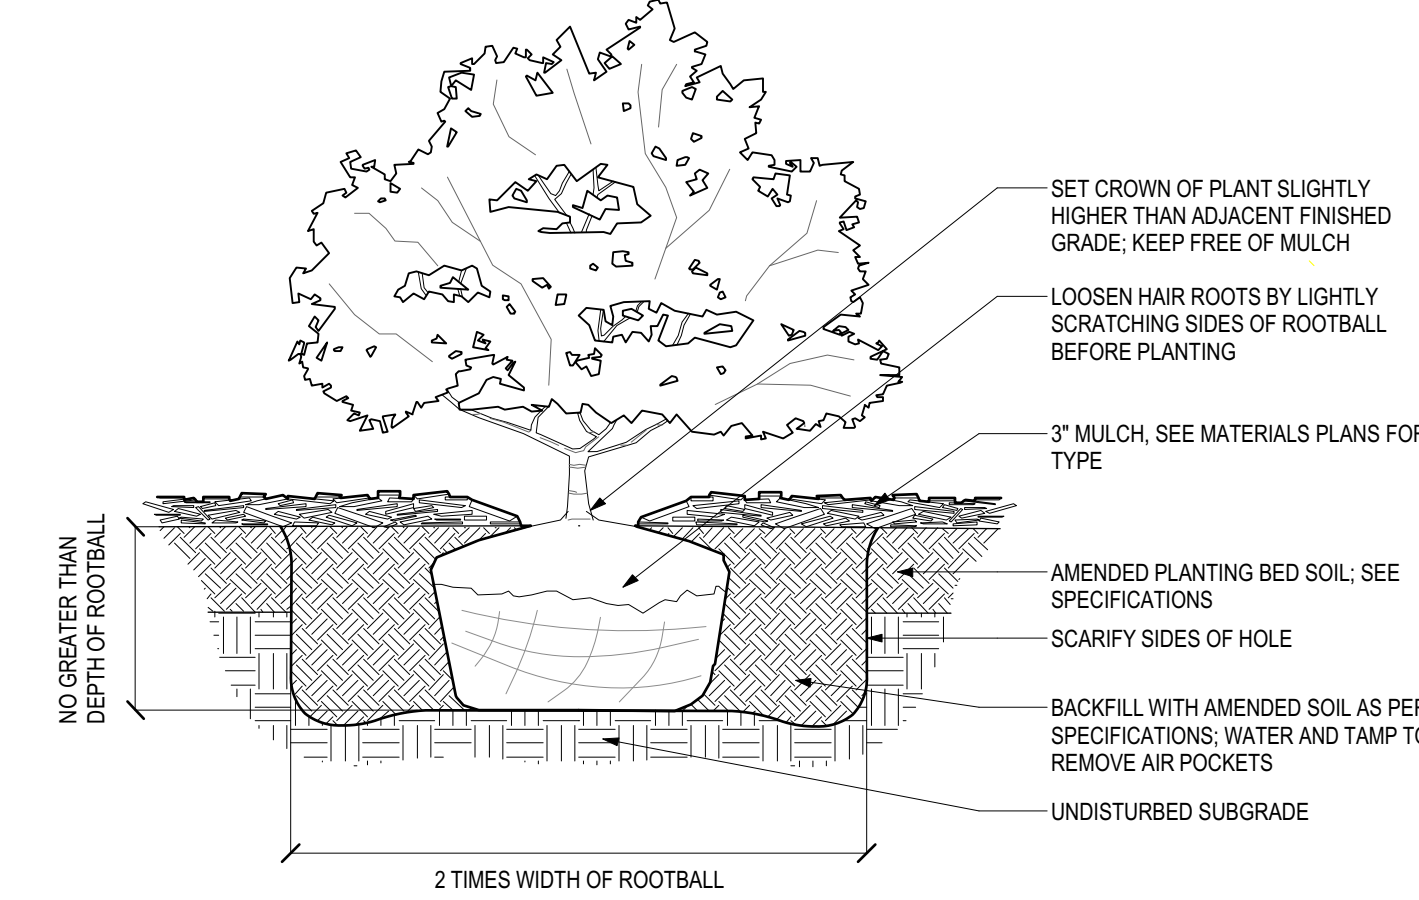 SET CROWN OF PLANT SLIGHTLY
HIGHER THAN ADJACENT FINISHED
GRADE; KEEP FREE OF MULCH
LOOSEN HAIR ROOTS BY LIGHTLY
SCRATCHING SIDES OF ROOTBALL
BEFORE PLANTING
3" MULCH, SEE MATERIALS PLANS FOR
TYPE
AMENDED PLANTING BED SOIL; SEE
SPECIFICATIONS
SCARIFY SIDES OF HOLE
BACKFILL WITH AMENDED SOIL AS PER
SPECIFICATIONS; WATER AND TAMP TO
REMOVE AIR POCKETS
UNDISTURBED SUBGRADE
NO GREATER THAN
DEPTH OF ROOTBALL
2 TIMES WIDTH OF ROOTBALL